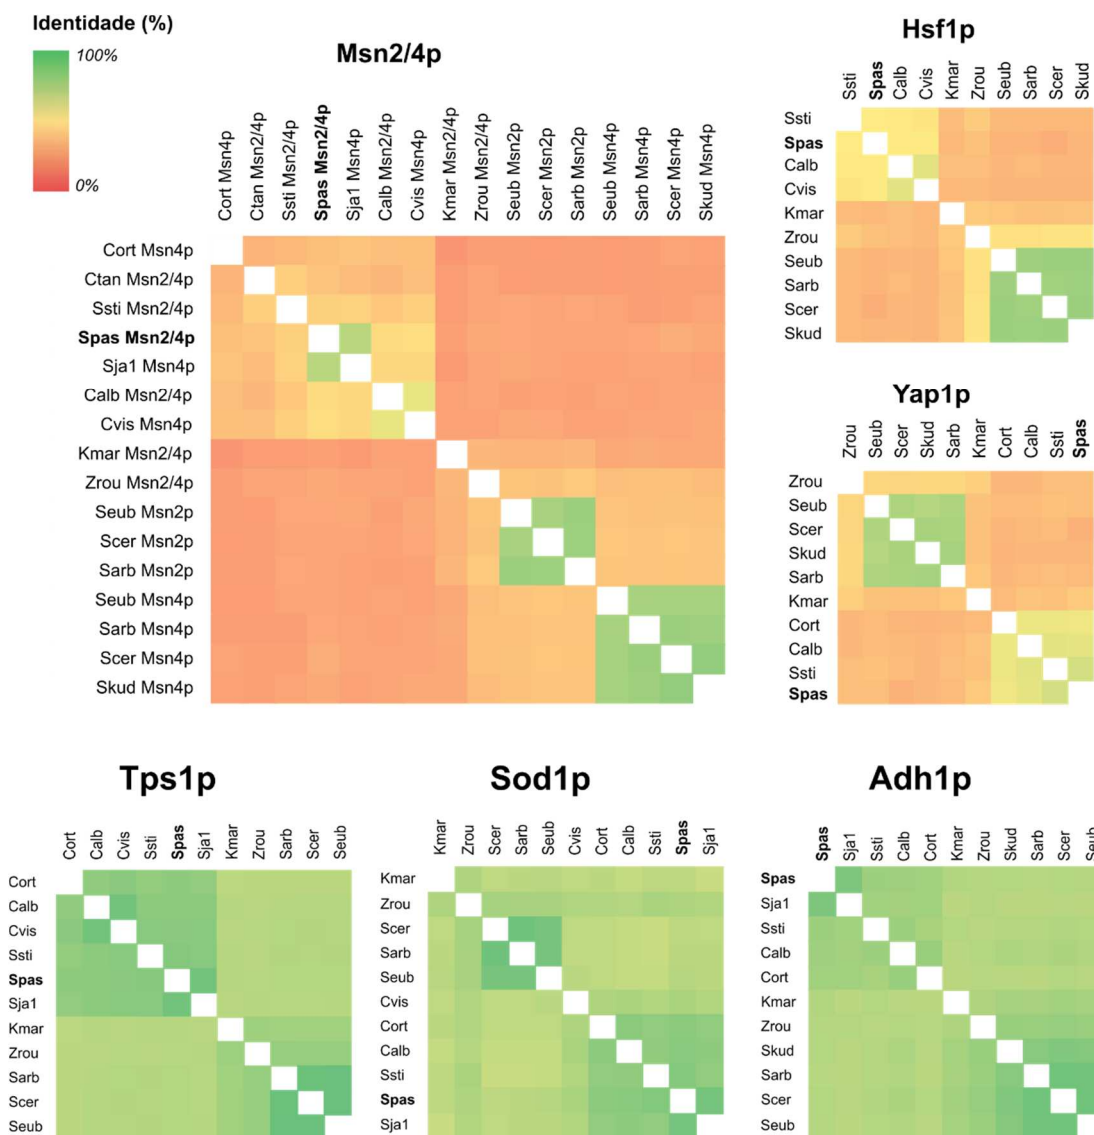 Identidade (%)
100%
0%
Msn2/4p
Cort Msn4p
Ctan Msn2/4p
Ssti Msn2/4p
Spas Msn2/4p
Sja1 Msn4p
Calb Msn2/4p
Cvis Msn4p
Kmar Msn2/4p
Zrou Msn2/4p
Seub Msn2p
Scer Msn2p
Sarb Msn2p
Seub Msn4p
Sarb Msn4p
Scer Msn4p
Skud Msn4p
Cort Msn4p
Ctan Msn2/4p
Ssti Msn2/4p
Spas Msn2/4p
Sja1 Msn4p
Calb Msn2/4p
Cvis Msn4p
Kmar Msn2/4p
Zrou Msn2/4p
Seub Msn2p
Scer Msn2p
Sarb Msn2p
Seub Msn4p
Sarb Msn4p
Scer Msn4p
Skud Msn4p
Hsf1p
Ssti
Spas
Calb
Cvis
Kmar
Zrou
Seub
Sarb
Scer
Skud
Ssti
Spas
Calb
Cvis
Kmar
Zrou
Seub
Sarb
Scer
Skud
Yap1p
Zrou
Seub
Scer
Skud
Sarb
Kmar
Cort
Calb
Ssti
Spas
Zrou
Seub
Scer
Skud
Sarb
Kmar
Cort
Calb
Ssti
Spas
Tps1p
Cort
Calb
Cvis
Ssti
Spas
Sja1
Kmar
Zrou
Sarb
Scer
Seub
Cort
Calb
Cvis
Ssti
Spas
Sja1
Kmar
Zrou
Sarb
Scer
Seub
Sod1p
Kmar
Zrou
Scer
Sarb
Seub
Cvis
Cort
Calb
Ssti
Spas
Sja1
Kmar
Zrou
Scer
Sarb
Seub
Cvis
Cort
Calb
Ssti
Spas
Sja1
Adh1p
Spas
Sja1
Ssti
Calb
Cort
Kmar
Zrou
Skud
Sarb
Scer
Seub
Spas
Sja1
Ssti
Calb
Cort
Kmar
Zrou
Skud
Sarb
Scer
Seub